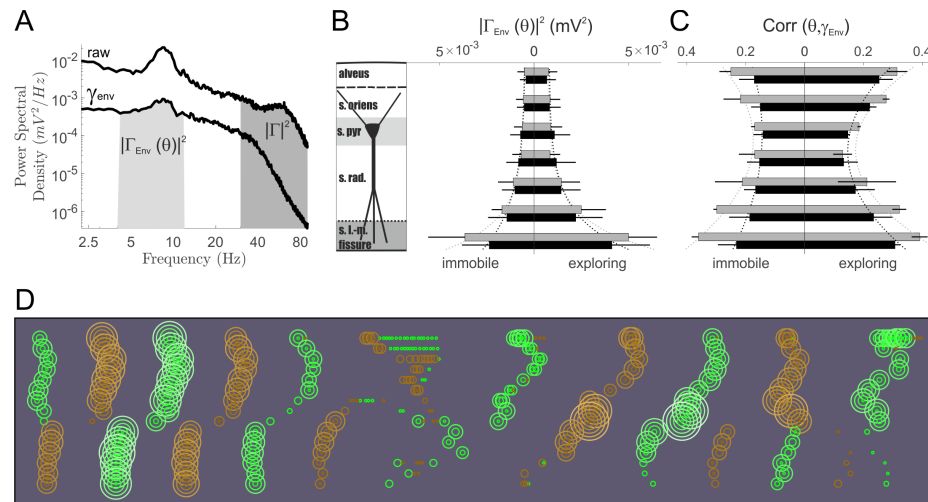 A
raw
γenv
|Γ_Env (θ)|²
|Γ|²
Power Spectral
Density (mV²/Hz)
10⁻²
10⁻³
10⁻⁴
10⁻⁵
10⁻⁶
2.5 5 10 20 40 80
Frequency (Hz)
B
|Γ_Env (θ)|² (mV²)
5 ×10⁻³ 0 5 ×10⁻³
alveus
s. oriens
s. pyr
s. rad.
s. l.-m.
fissure
immobile exploring
C
Corr (θ,γ_Env)
0.4 0.2 0 0.2 0.4
immobile exploring
D